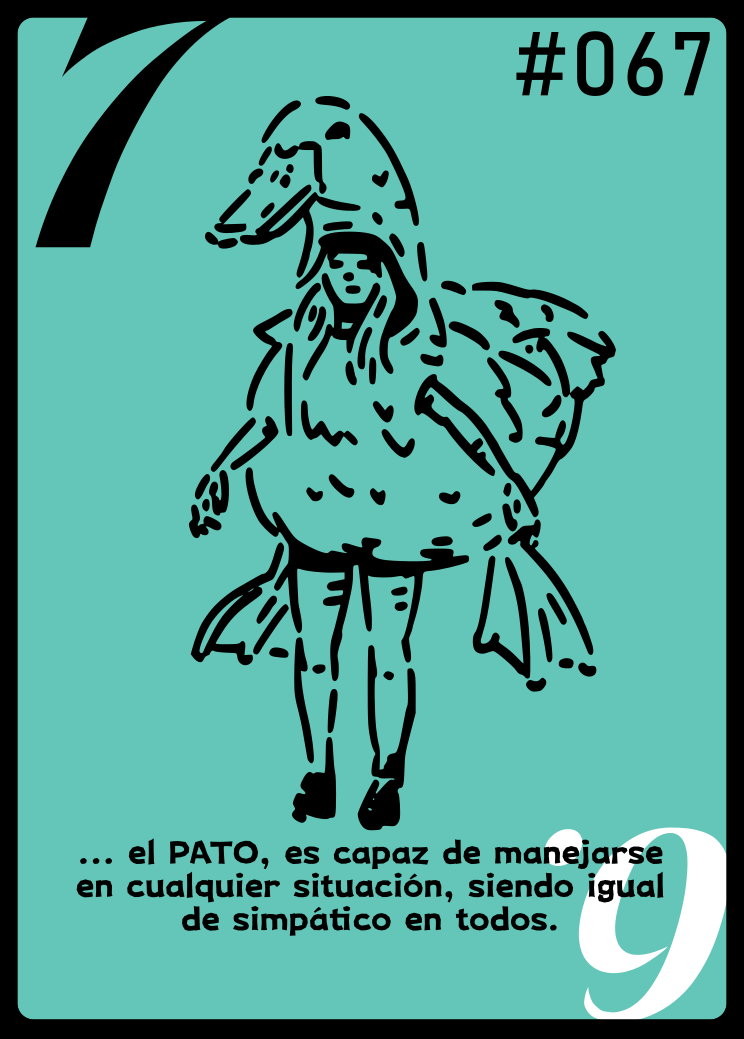 7
#067
... el PATO, es capaz de manejarse
en cualquier situación, siendo igual
de simpático en todos.
9